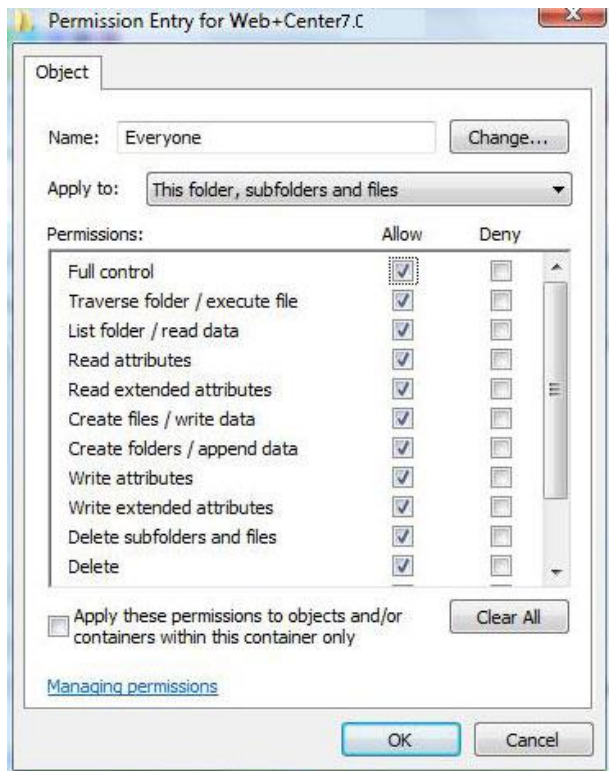 Permission Entry for Web+Center7.0
Object
Name: Everyone Change...
Apply to: This folder, subfolders and files
Permissions: Allow Deny
Full control
Traverse folder / execute file
List folder / read data
Read attributes
Read extended attributes
Create files / write data
Create folders / append data
Write attributes
Write extended attributes
Delete subfolders and files
Delete
Apply these permissions to objects and/or
containers within this container only
Clear All
Managing permissions
OK Cancel